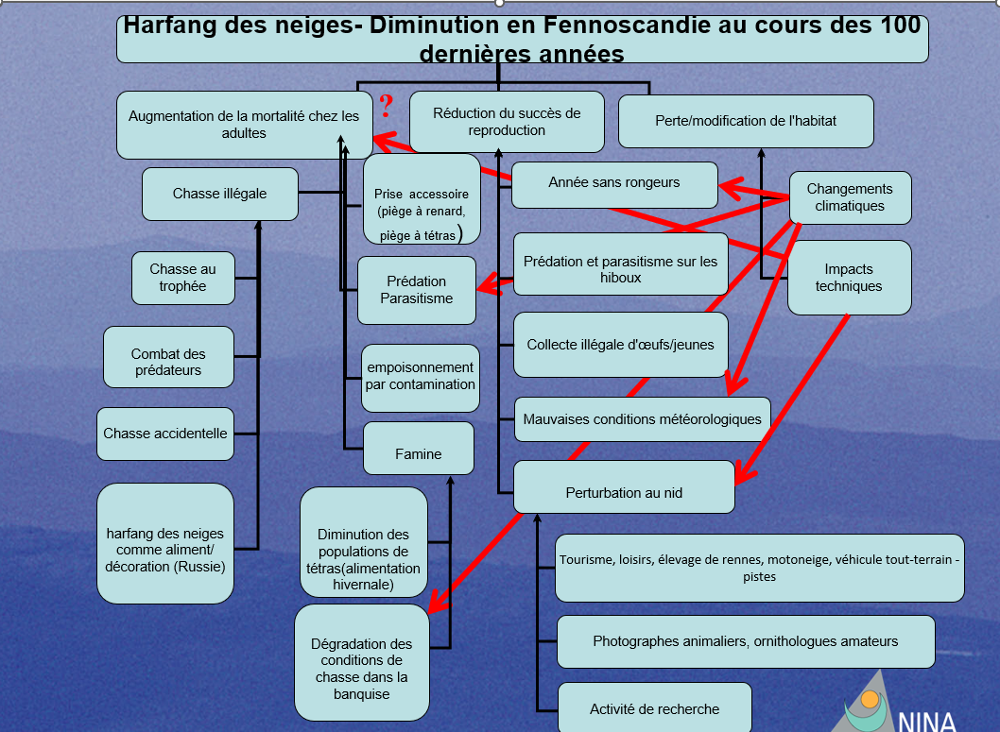 Harfang des neiges- Diminution en Fennoscandie au cours des 100
dernières années
Augmentation de la mortalité chez les
adultes
?
Réduction du succès de
reproduction
Perte/modification de l'habitat
Chasse illégale
Prise accessoire
(piège à renard,
piège à tétras)
Année sans rongeurs
Changements
climatiques
Chasse au
trophée
Prédation
Parasitisme
Prédation et parasitisme sur les
hiboux
Impacts
techniques
Combat des
prédateurs
empoisonnement
par contamination
Collecte illégale d'œufs/jeunes
Chasse accidentelle
Famine
Mauvaises conditions météorologiques
harfang des neiges
comme aliment/
décoration (Russie)
Diminution des
populations de
tétras(alimentation
hivernale)
Perturbation au nid
Tourisme, loisirs, élevage de rennes, motoneige, véhicule tout-terrain -
pistes
Dégradation des
conditions de
chasse dans la
banquise
Photographes animaliers, ornithologues amateurs
Activité de recherche
NINA